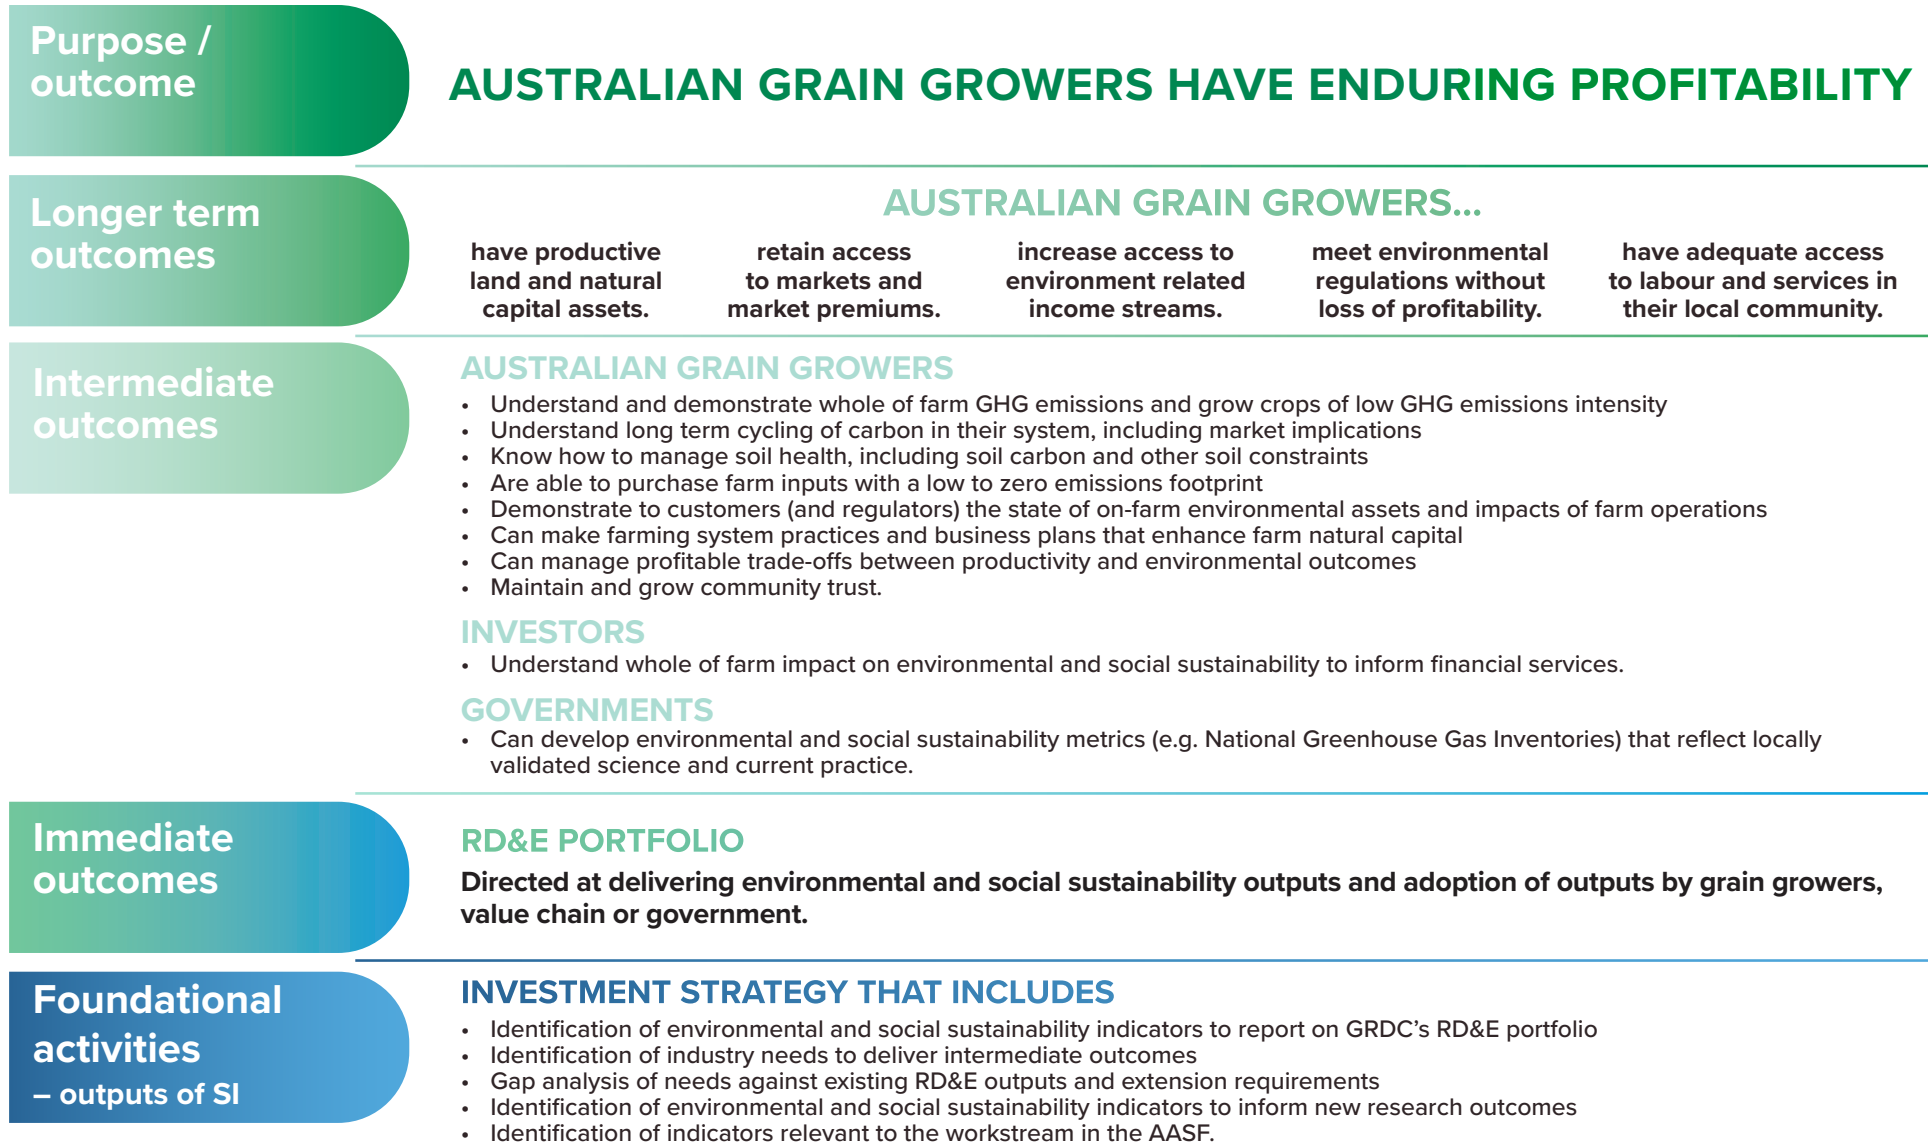 Purpose /
outcome
AUSTRALIAN GRAIN GROWERS HAVE ENDURING PROFITABILITY
Longer term
outcomes
AUSTRALIAN GRAIN GROWERS...
have productive
land and natural
capital assets.
retain access
to markets and
market premiums.
increase access to
environment related
income streams.
meet environmental
regulations without
loss of profitability.
have adequate access
to labour and services in
their local community.
Intermediate
outcomes
AUSTRALIAN GRAIN GROWERS
• Understand and demonstrate whole of farm GHG emissions and grow crops of low GHG emissions intensity
• Understand long term cycling of carbon in their system, including market implications
• Know how to manage soil health, including soil carbon and other soil constraints
• Are able to purchase farm inputs with a low to zero emissions footprint
• Demonstrate to customers (and regulators) the state of on-farm environmental assets and impacts of farm operations
• Can make farming system practices and business plans that enhance farm natural capital
• Can manage profitable trade-offs between productivity and environmental outcomes
• Maintain and grow community trust.
INVESTORS
• Understand whole of farm impact on environmental and social sustainability to inform financial services.
GOVERNMENTS
• Can develop environmental and social sustainability metrics (e.g. National Greenhouse Gas Inventories) that reflect locally
validated science and current practice.
Immediate
outcomes
RD&E PORTFOLIO
Directed at delivering environmental and social sustainability outputs and adoption of outputs by grain growers,
value chain or government.
Foundational
activities
– outputs of SI
INVESTMENT STRATEGY THAT INCLUDES
• Identification of environmental and social sustainability indicators to report on GRDC's RD&E portfolio
• Identification of industry needs to deliver intermediate outcomes
• Gap analysis of needs against existing RD&E outputs and extension requirements
• Identification of environmental and social sustainability indicators to inform new research outcomes
• Identification of indicators relevant to the workstream in the AASF.